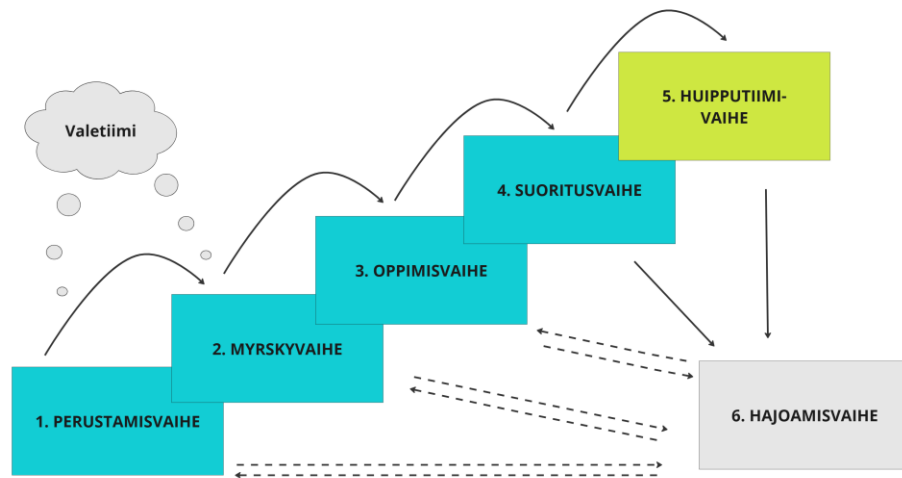 Valetiimi
5. HUIPPUTIIMI-
VAIHE
4. SUORITUSVAIHE
3. OPPIMISVAIHE
2. MYRSKYVAIHE
1. PERUSTAMISVAIHE
6. HAJOAMISVAIHE